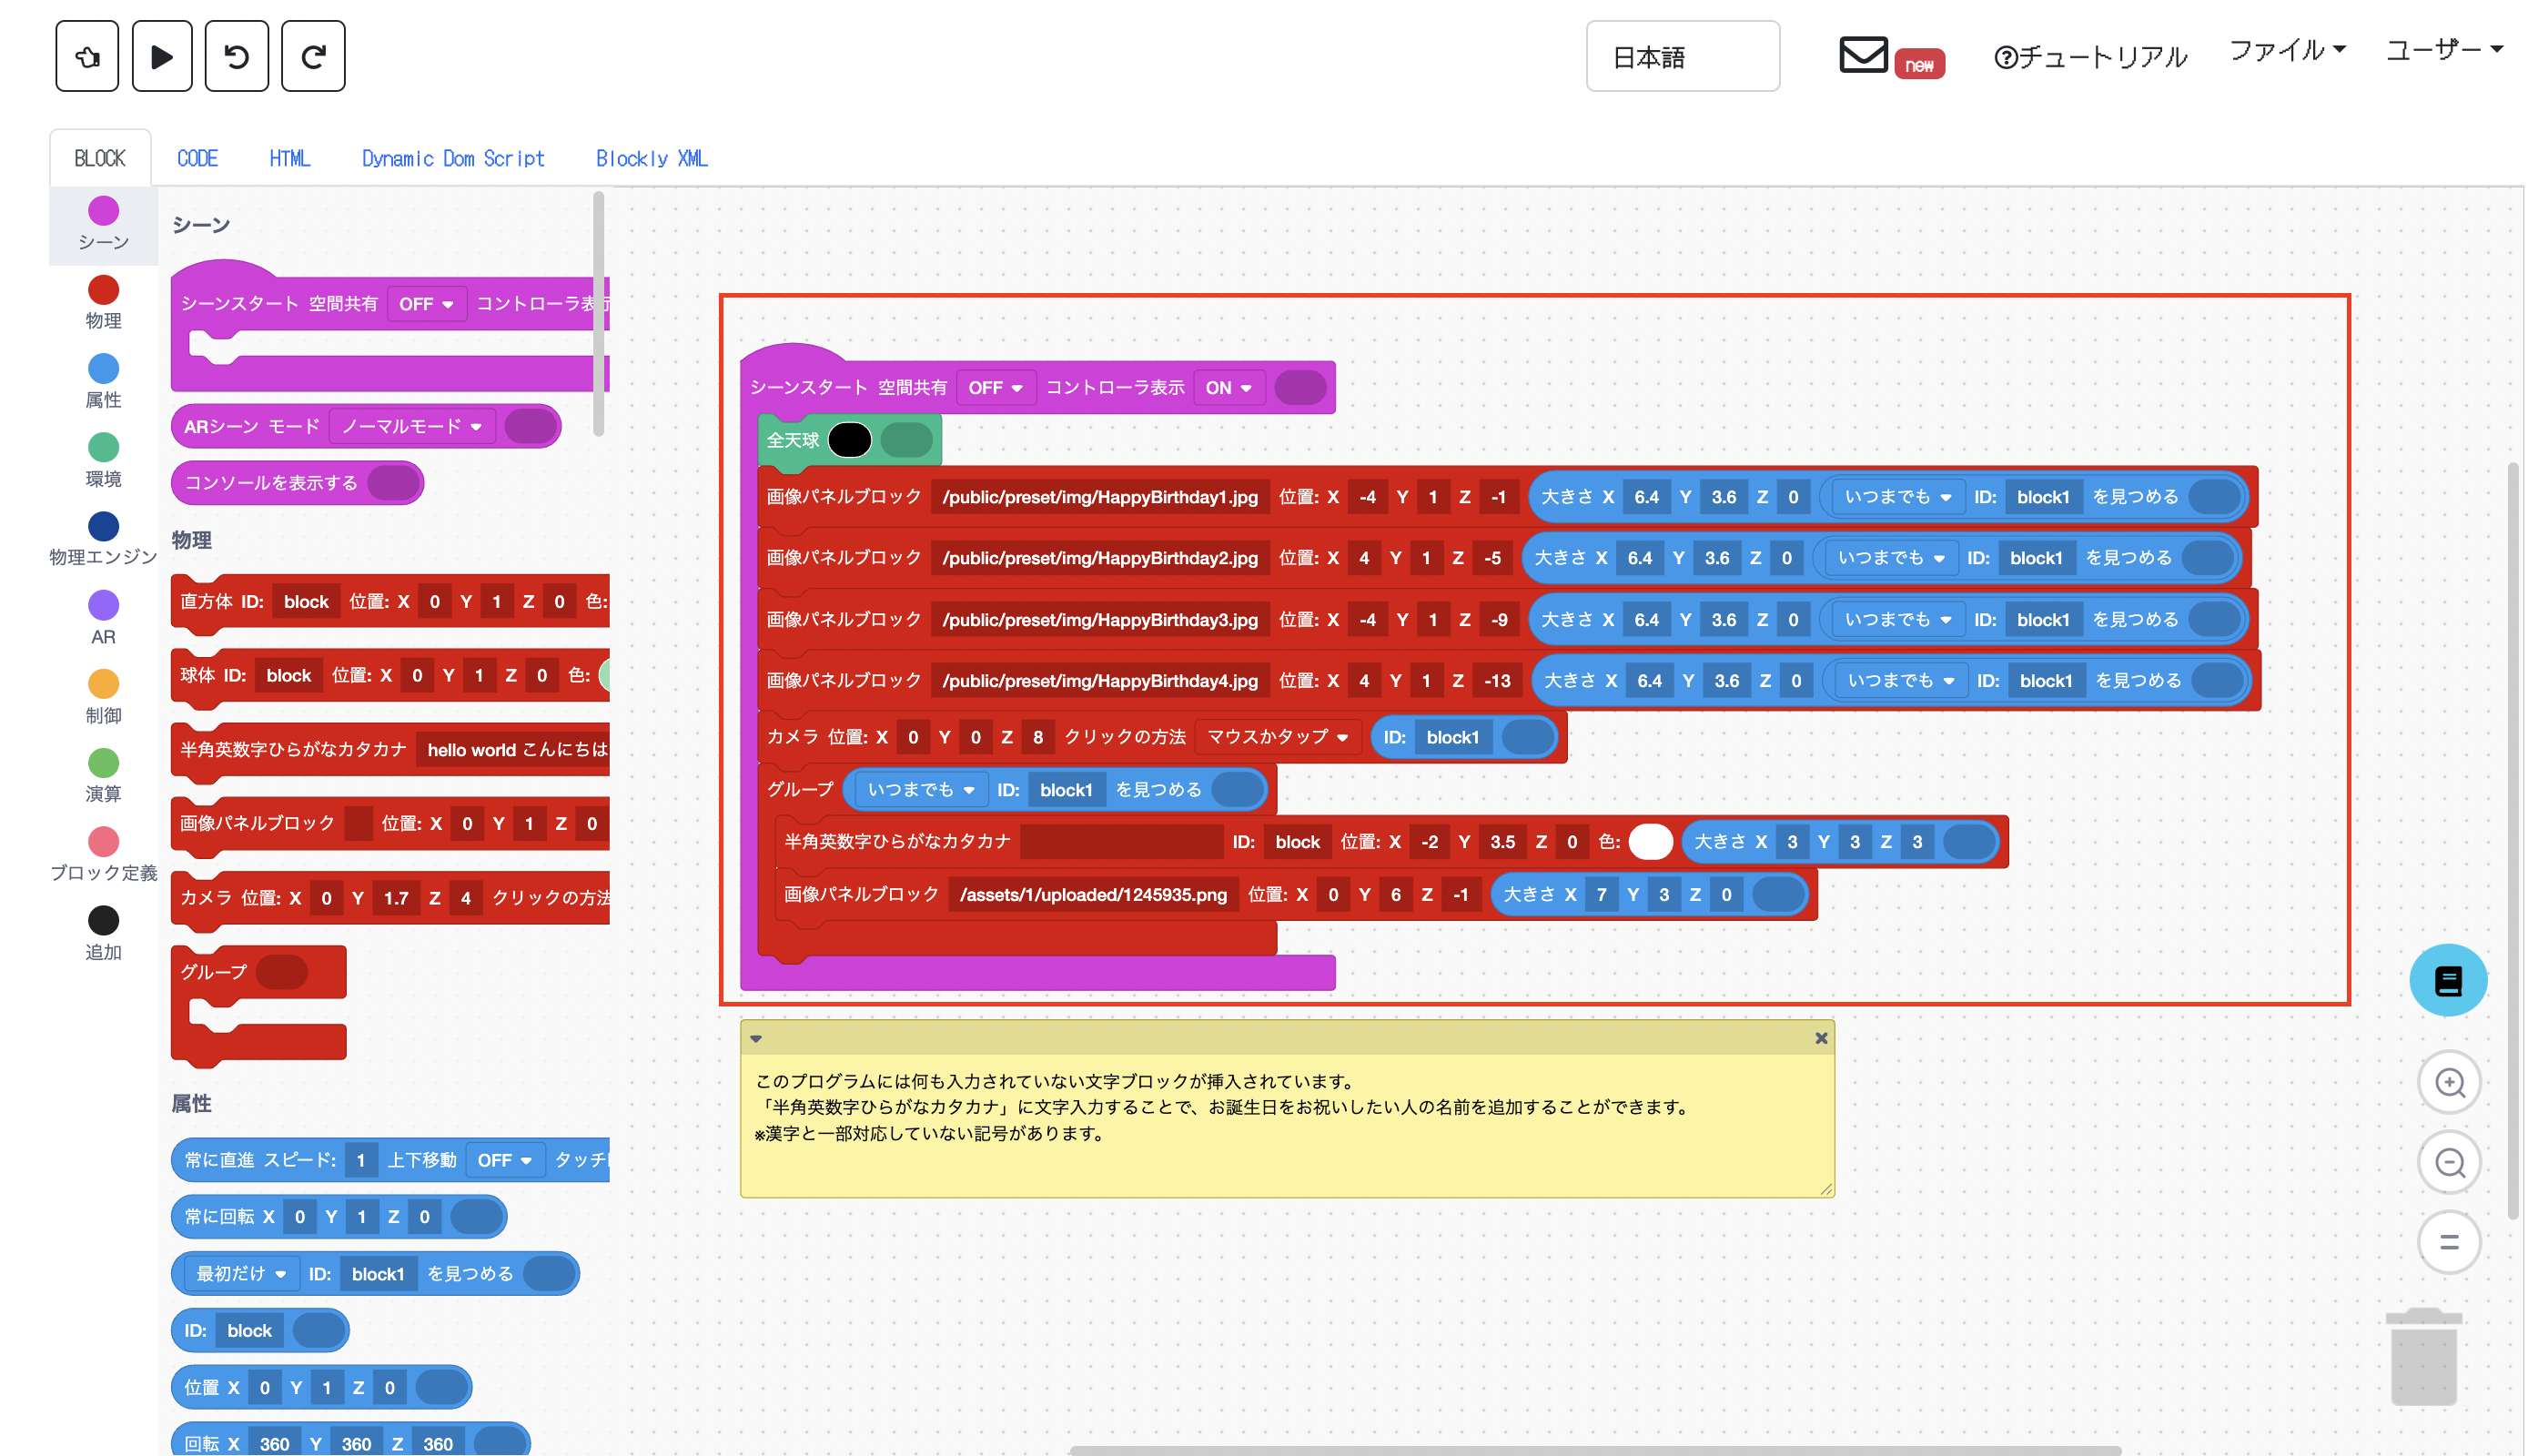 日本語
new
?チュートリアル
ファイル
ユーザー
BLOCK
CODE
HTML
Dynamic Dom Script
Blockly XML
シーン
物理
属性
環境
物理エンジン
AR
制御
演算
ブロック定義
追加
シーン
シーンスタート 空間共有 OFF コントローラ表示
ARシーン モード ノーマルモード
コンソールを表示する
物理
直方体 ID: block 位置: X 0 Y 1 Z 0 色:
球体 ID: block 位置: X 0 Y 1 Z 0 色:
半角英数字ひらがなカタカナ hello world こんにちは
画像パネルブロック 位置: X 0 Y 1 Z 0
カメラ 位置: X 0 Y 1.7 Z 4 クリックの方法
グループ
属性
常に直進 スピード: 1 上下移動 OFF タッチ
常に回転 X 0 Y 1 Z 0
最初だけ ID: block1 を見つめる
ID: block
位置 X 0 Y 1 Z 0
回転 X 360 Y 360 Z 360
シーンスタート 空間共有 OFF コントローラ表示 ON
全天球
画像パネルブロック /public/preset/img/HappyBirthday1.jpg 位置: X -4 Y 1 Z -1 大きさ X 6.4 Y 3.6 Z 0 いつまでも ID: block1 を見つめる
画像パネルブロック /public/preset/img/HappyBirthday2.jpg 位置: X 4 Y 1 Z -5 大きさ X 6.4 Y 3.6 Z 0 いつまでも ID: block1 を見つめる
画像パネルブロック /public/preset/img/HappyBirthday3.jpg 位置: X -4 Y 1 Z -9 大きさ X 6.4 Y 3.6 Z 0 いつまでも ID: block1 を見つめる
画像パネルブロック /public/preset/img/HappyBirthday4.jpg 位置: X 4 Y 1 Z -13 大きさ X 6.4 Y 3.6 Z 0 いつまでも ID: block1 を見つめる
カメラ 位置: X 0 Y 0 Z 8 クリックの方法 マウスかタップ ID: block1
グループ いつまでも ID: block1 を見つめる
半角英数字ひらがなカタカナ ID: block 位置: X -2 Y 3.5 Z 0 色: 大きさ X 3 Y 3 Z 3
画像パネルブロック /assets/1/uploaded/1245935.png 位置: X 0 Y 6 Z -1 大きさ X 7 Y 3 Z 0
このプログラムには何も入力されていない文字ブロックが挿入されています。
「半角英数字ひらがなカタカナ」に文字入力することで、お誕生日をお祝いしたい人の名前を追加することができます。
※漢字と一部対応していない記号があります。